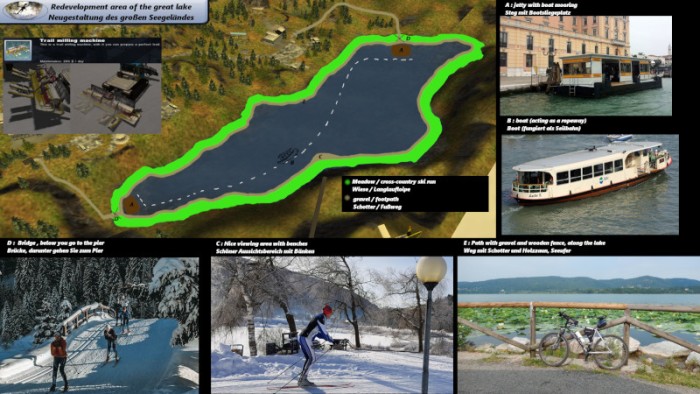 Redevelopment area of the great lake
Neugestaltung des großen Seegeländes
Trail milling machine
A : jetty with boat mooring
Steg mit Bootsliegeplatz
B : boat (acting as a ropeway)
Boot (fungiert als Seilbahn)
D
A
C
Meadow / cross-country ski run
Wiese / Langlaufloipe
gravel / footpath
Schotter / Fußweg
D : Bridge , below you go to the pier
Brücke, darunter gehen Sie zum Pier
C : Nice viewing area with benches
Schöner Aussichtsbereich mit Bänken
E : Path with gravel and wooden fence, along the lake
Weg mit Schotter und Holzzaun, Seeufer